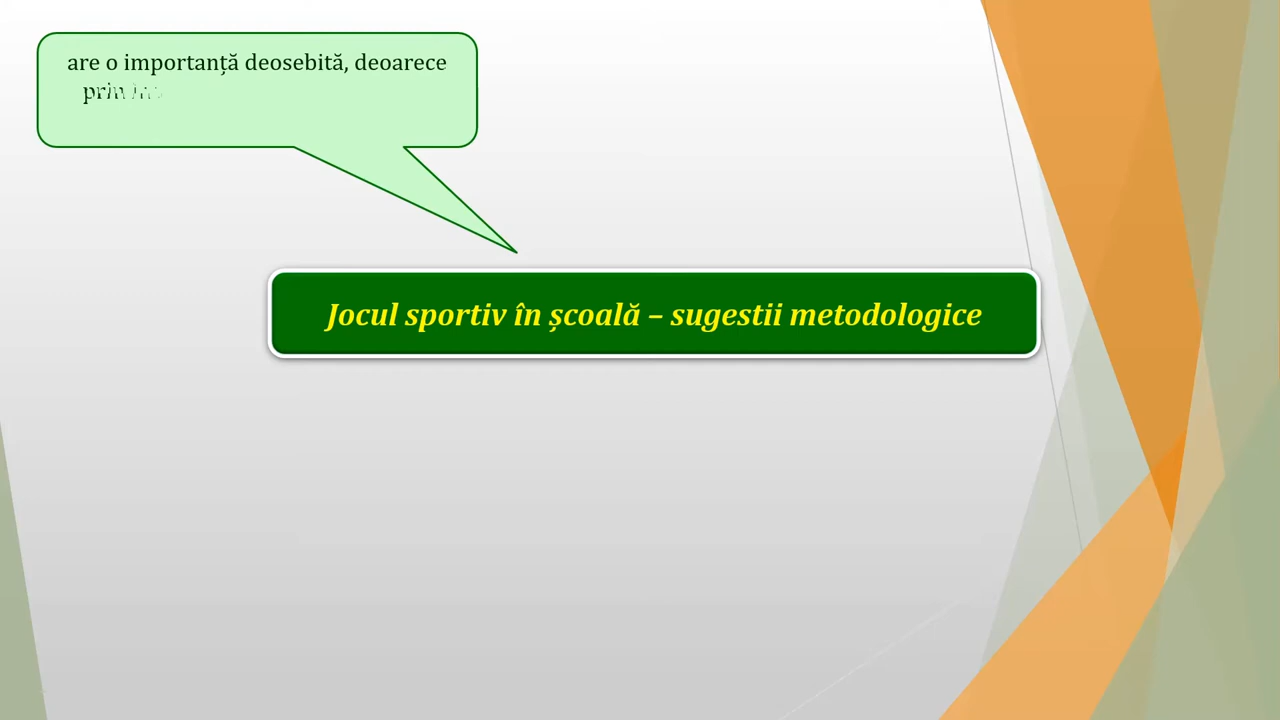 are o importanță deosebită, deoarece
prin
Jocul sportiv în școală – sugestii metodologice